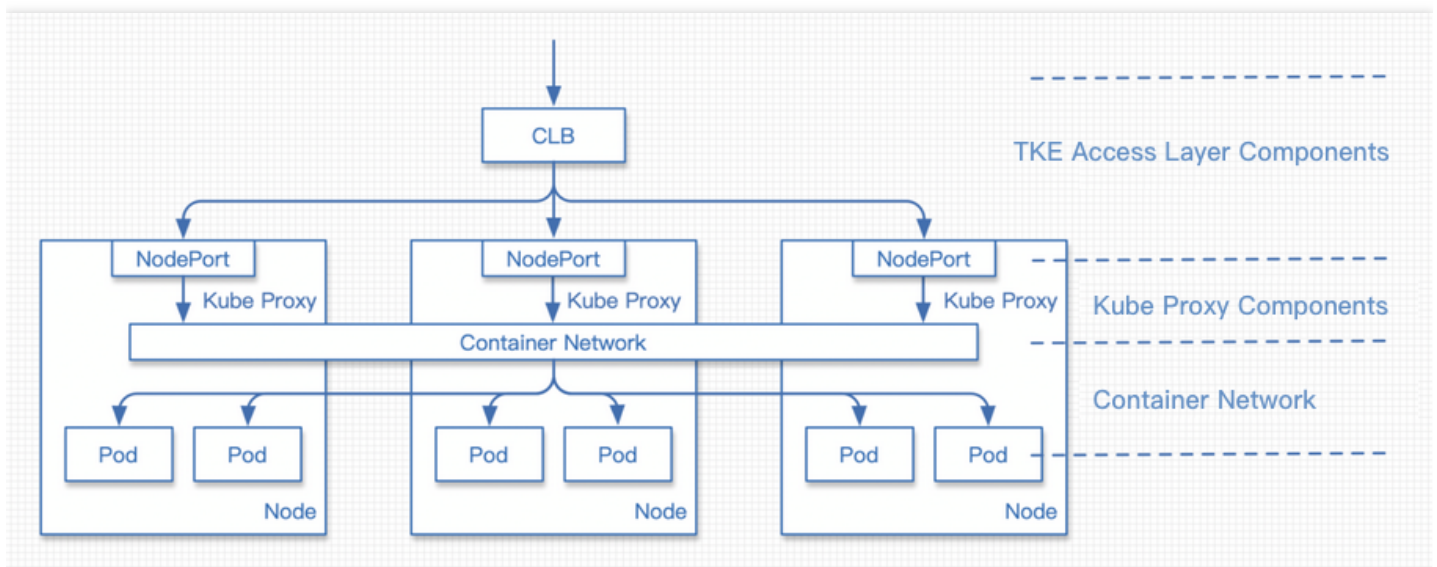 CLB
TKE Access Layer Components
NodePort
NodePort
NodePort
Kube Proxy
Kube Proxy
Kube Proxy
Kube Proxy Components
Container Network
Container Network
Pod
Pod
Pod
Pod
Pod
Pod
Node
Node
Node